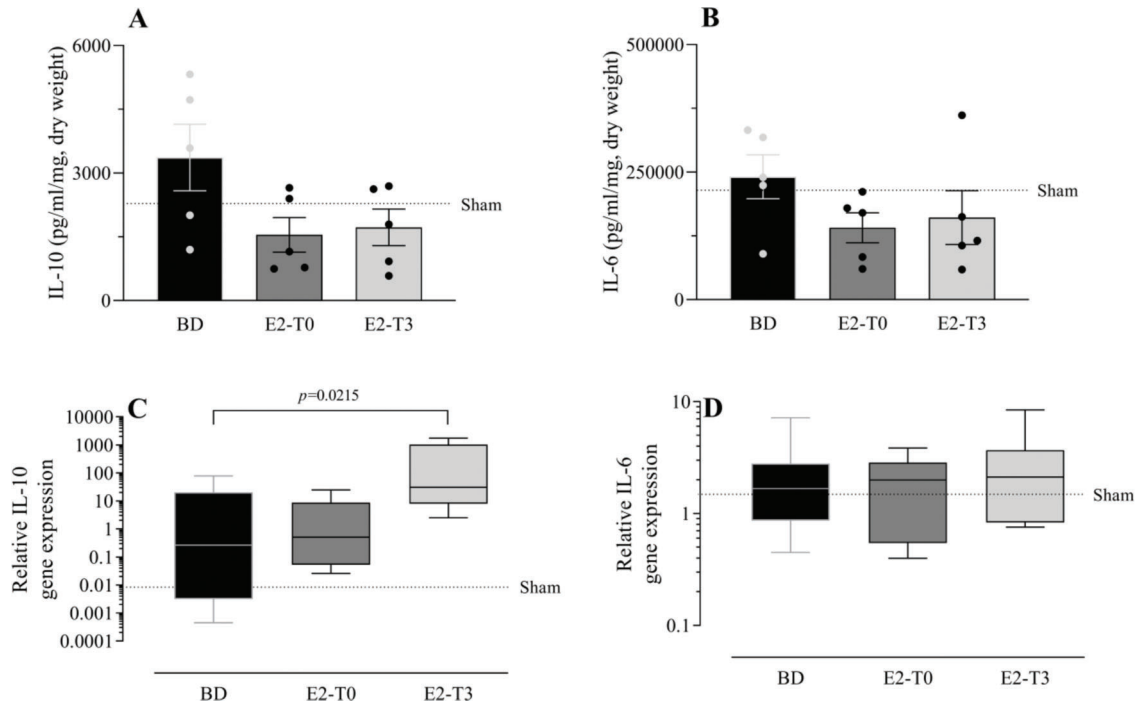 A
IL-10 (pg/ml/mg, dry weight)
6000
3000
0
Sham
BD
E2-T0
E2-T3
B
IL-6 (pg/ml/mg, dry weight)
500000
250000
0
Sham
BD
E2-T0
E2-T3
C
p=0.0215
Relative IL-10
gene expression
10000
1000
100
10
1
0.1
0.01
0.001
0.0001
Sham
BD
E2-T0
E2-T3
D
Relative IL-6
gene expression
10
1
0.1
Sham
BD
E2-T0
E2-T3